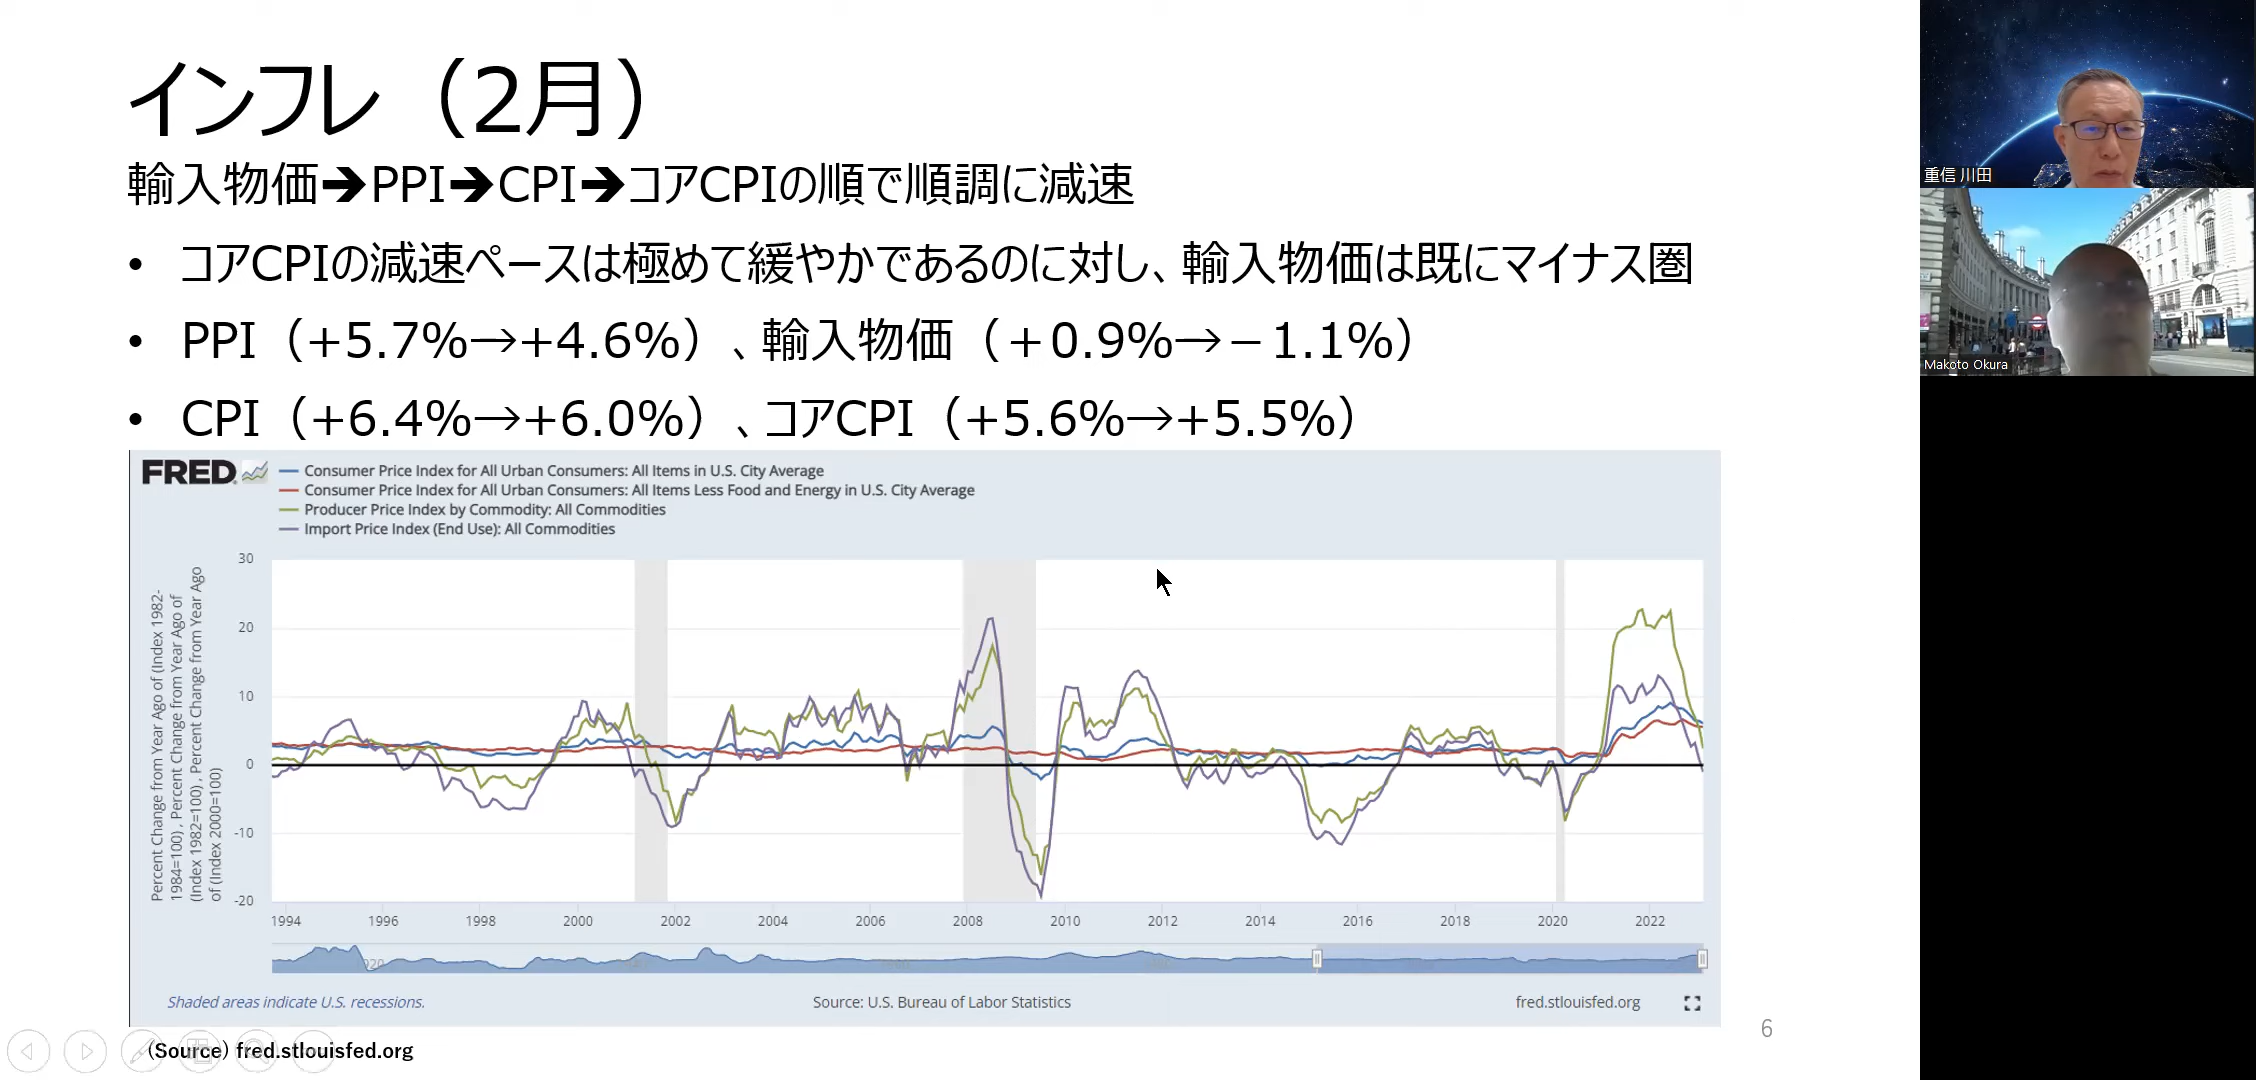 インフレ（2月）
輸入物価➔PPI➔CPI➔コアCPIの順で順調に減速
• コアCPIの減速ペースは極めて緩やかであるのに対し、輸入物価は既にマイナス圏
• PPI（+5.7%→+4.6%）、輸入物価（＋0.9%→－1.1%）
• CPI（+6.4%→+6.0%）、コアCPI（+5.6%→+5.5%）
FRED
Consumer Price Index for All Urban Consumers: All Items in U.S. City Average
Consumer Price Index for All Urban Consumers: All Items Less Food and Energy in U.S. City Average
Producer Price Index by Commodity: All Commodities
Import Price Index (End Use): All Commodities
Percent Change from Year Ago of (Index 1982-
1984=100) , Percent Change from Year Ago of
(Index 1982=100) , Percent Change from Year Ago
of (Index 2000=100)
30
20
10
0
-10
-20
1994 1996 1998 2000 2002 2004 2006 2008 2010 2012 2014 2016 2018 2020 2022
Shaded areas indicate U.S. recessions.
Source: U.S. Bureau of Labor Statistics
fred.stlouisfed.org
6
(Source) fred.stlouisfed.org
重信 川田
Makoto Okura